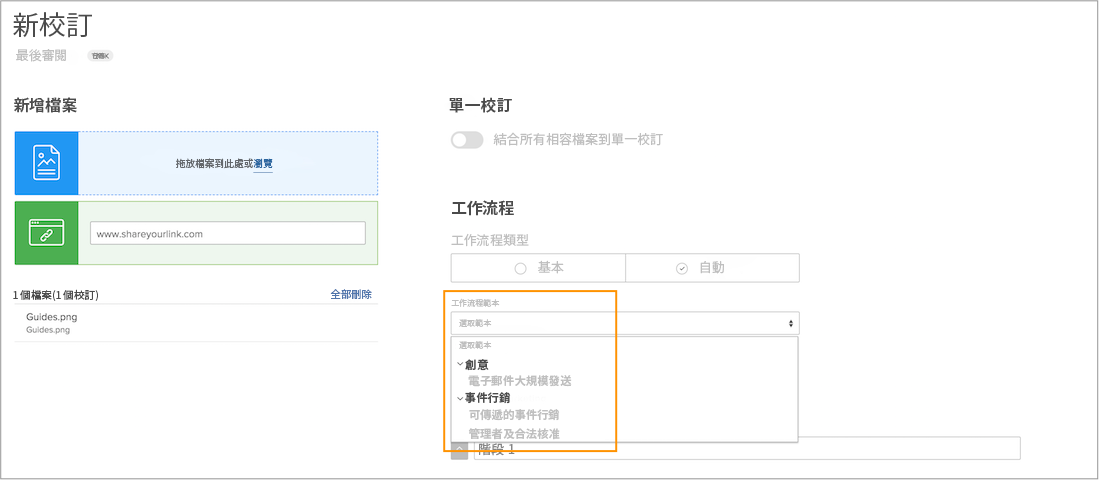 新校訂
最後審閱
新增檔案
拖放檔案到此處或瀏覽
www.shareyourlink.com
1個檔案(1個校訂)
全部刪除
Guides.png
Guides.png
單一校訂
結合所有相容檔案到單一校訂
工作流程
工作流程類型
基本
自動
工作流程範本
選取範本
選取範本
創意
電子郵件大規模發送
事件行銷
可傳遞的事件行銷
管理者及合法核准
階段 1